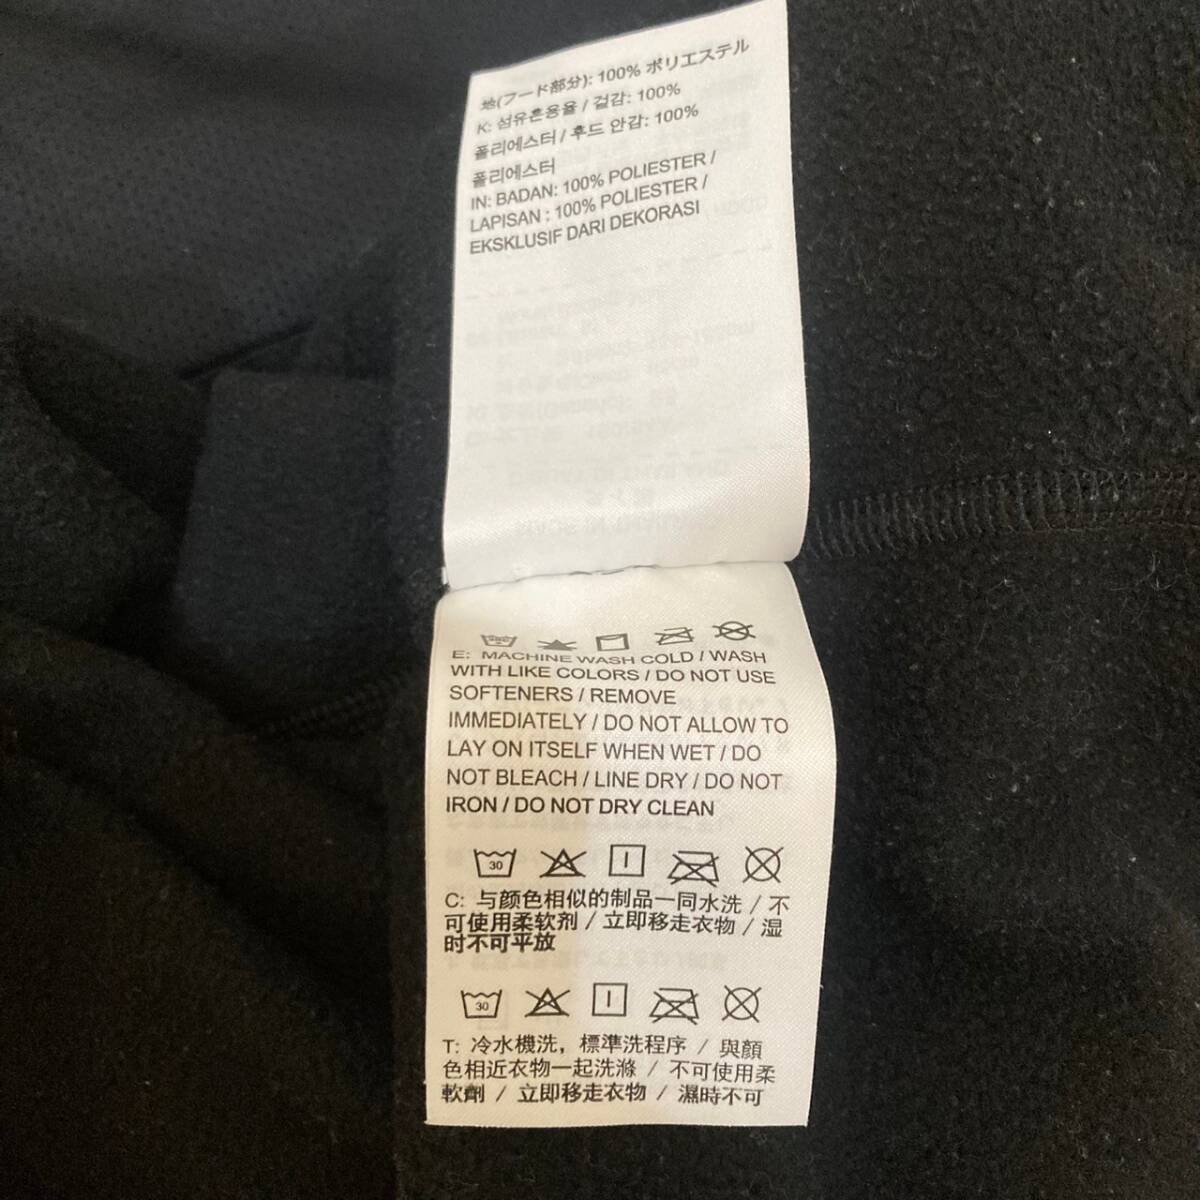 地(フード部分): 100% ポリエステル
K: 섬유혼용율 / 겉감: 100%
폴리에스터 / 후드 안감: 100%
폴리에스터
IN: BADAN: 100% POLIESTER /
LAPISAN : 100% POLIESTER /
EKSKLUSIF DARI DEKORASI
E: MACHINE WASH COLD / WASH
WITH LIKE COLORS / DO NOT USE
SOFTENERS / REMOVE
IMMEDIATELY / DO NOT ALLOW TO
LAY ON ITSELF WHEN WET / DO
NOT BLEACH / LINE DRY / DO NOT
IRON / DO NOT DRY CLEAN
30
C: 与颜色相似的制品一同水洗 / 不
可使用柔软剂 / 立即移走衣物 / 湿
时不可平放
30
T: 冷水機洗，標準洗程序 / 與顏
色相近衣物一起洗滌 / 不可使用柔
軟劑 / 立即移走衣物 / 濕時不可